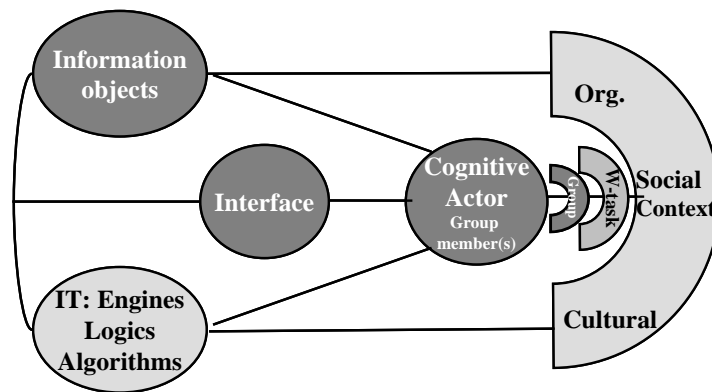 Information
objects
Org.
Cognitive
Actor
Group
member(s)
Interface
Group
W-task
Social
Context
IT: Engines
Logics
Algorithms
Cultural